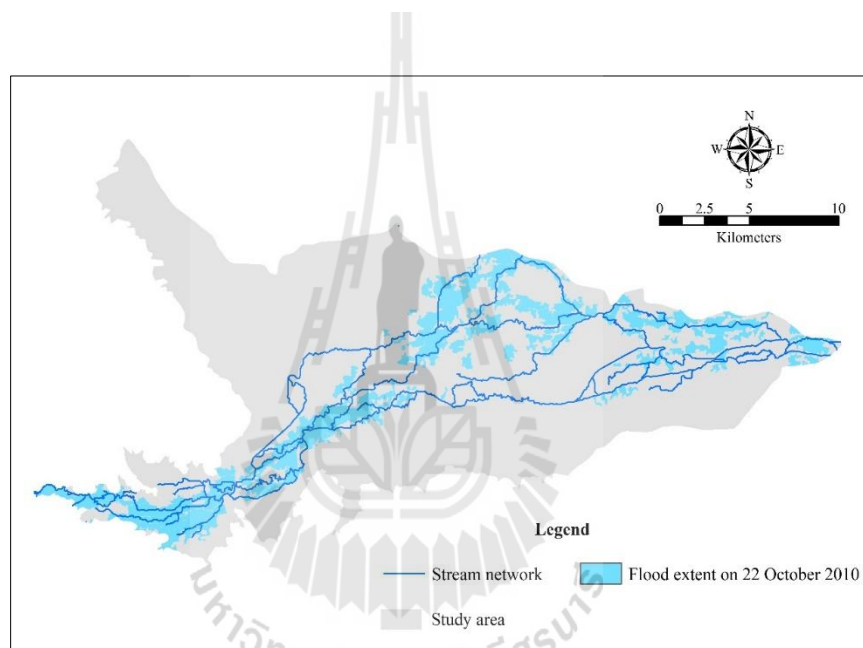 N
W E
S
0 2.5 5 10
Kilometers
Legend
Stream network
Flood extent on 22 October 2010
Study area